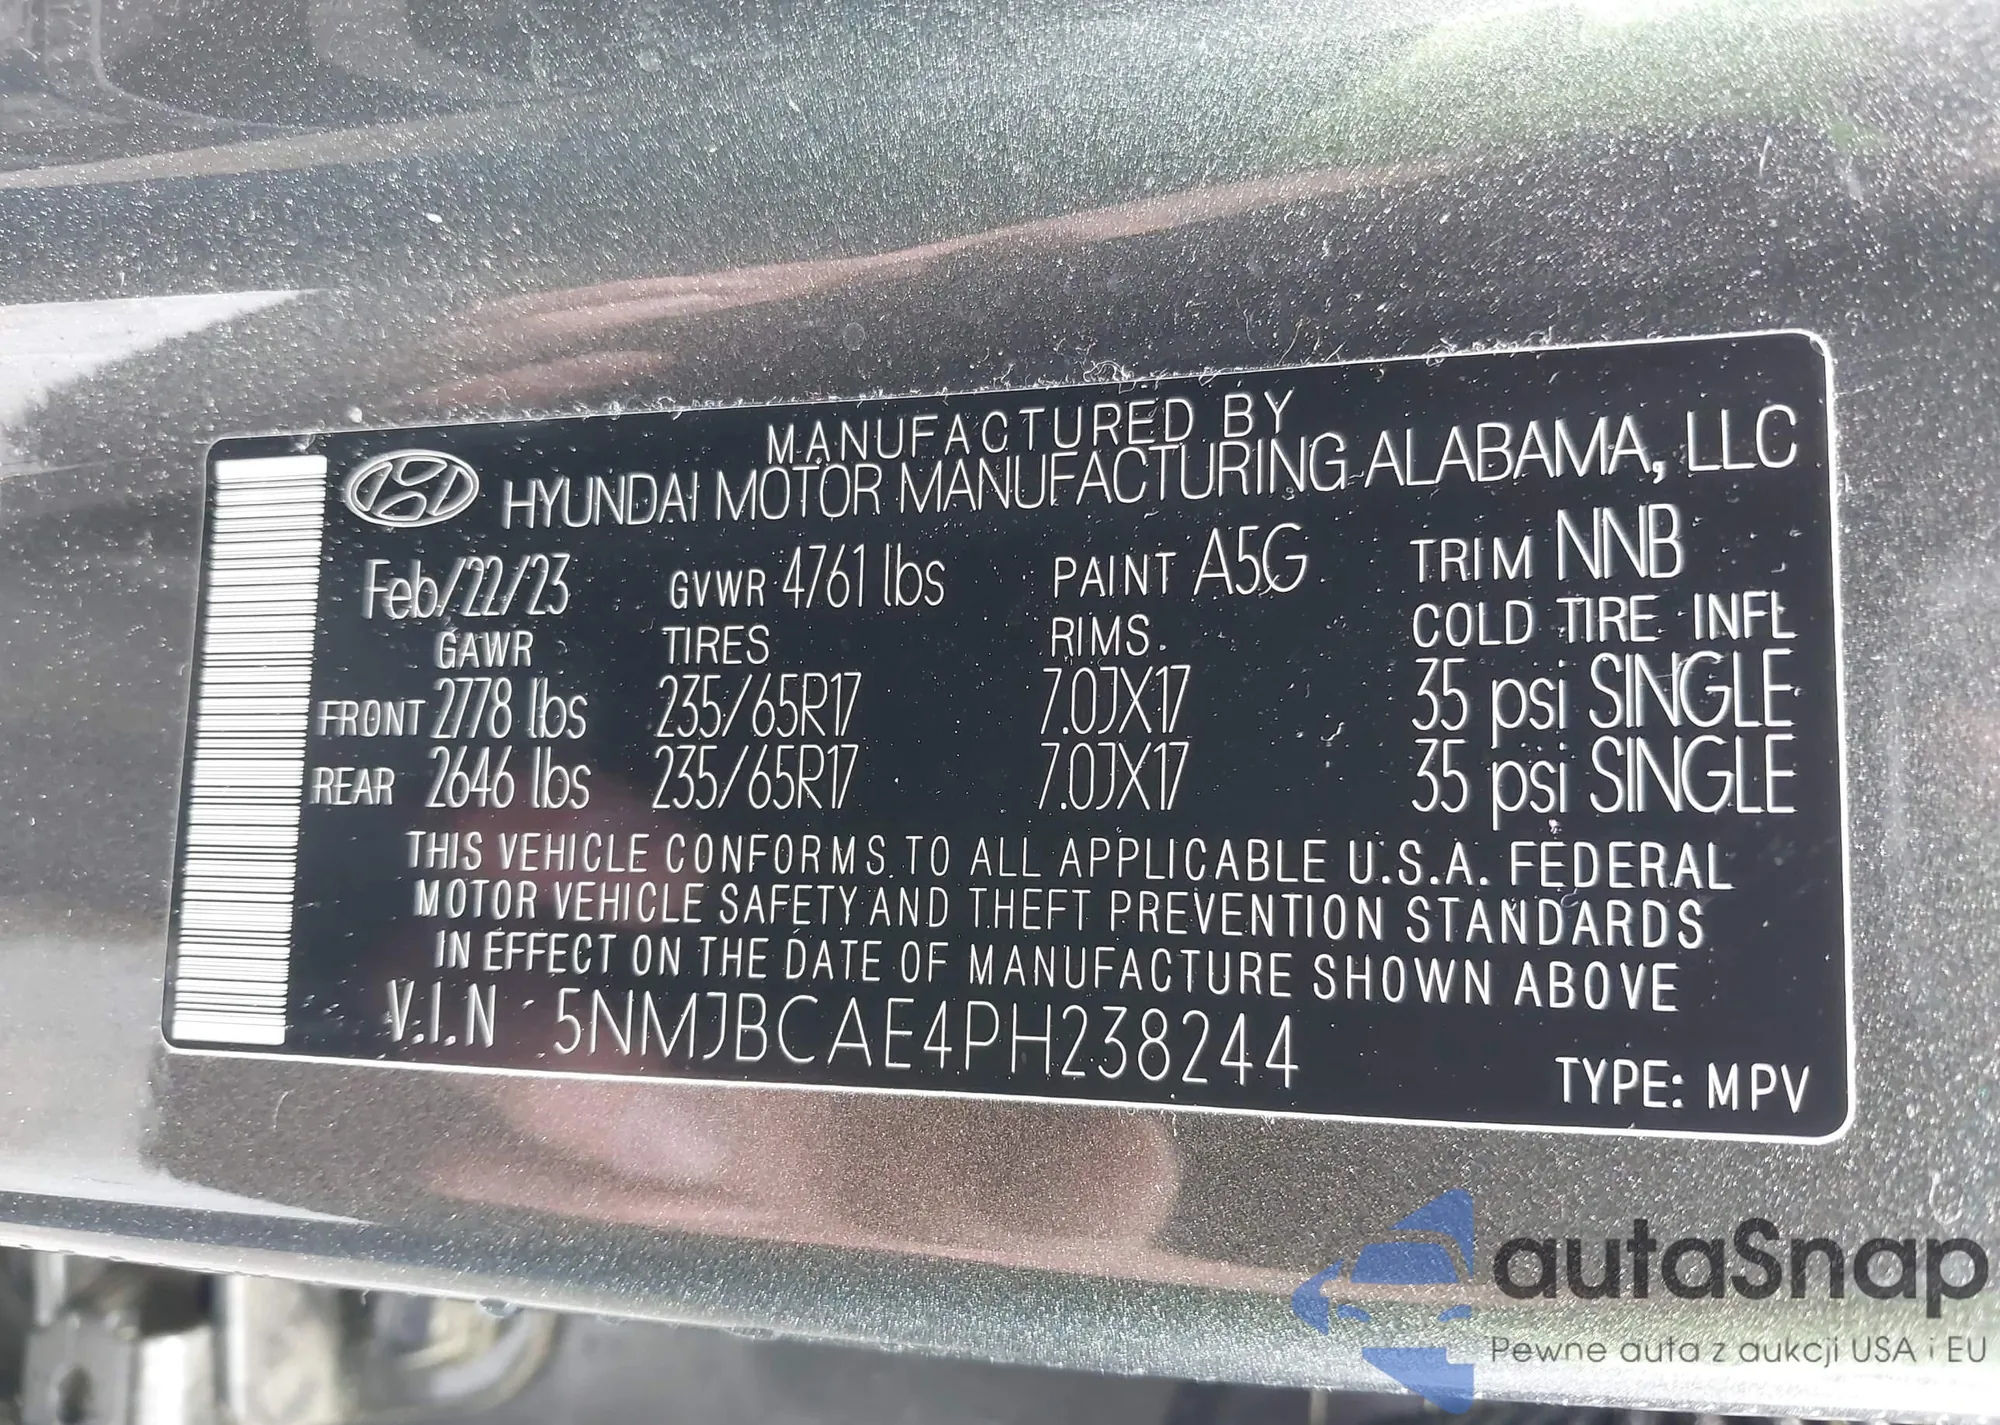 MANUFACTURED BY
HYUNDAI MOTOR MANUFACTURING ALABAMA, LLC
Feb/22/23 GVWR 4761 lbs PAINT A5G TRIM NNB
GAWR TIRES RIMS COLD TIRE INFL
FRONT 2778 lbs 235/65R17 7.0JX17 35 psi SINGLE
REAR 2646 lbs 235/65R17 7.0JX17 35 psi SINGLE
THIS VEHICLE CONFORMS TO ALL APPLICABLE U.S.A. FEDERAL
MOTOR VEHICLE SAFETY AND THEFT PREVENTION STANDARDS
IN EFFECT ON THE DATE OF MANUFACTURE SHOWN ABOVE
V.I.N 5NMJBCAE4PH238244
TYPE: MPV
autaSnap
Pewne auta z aukcji USA i EU